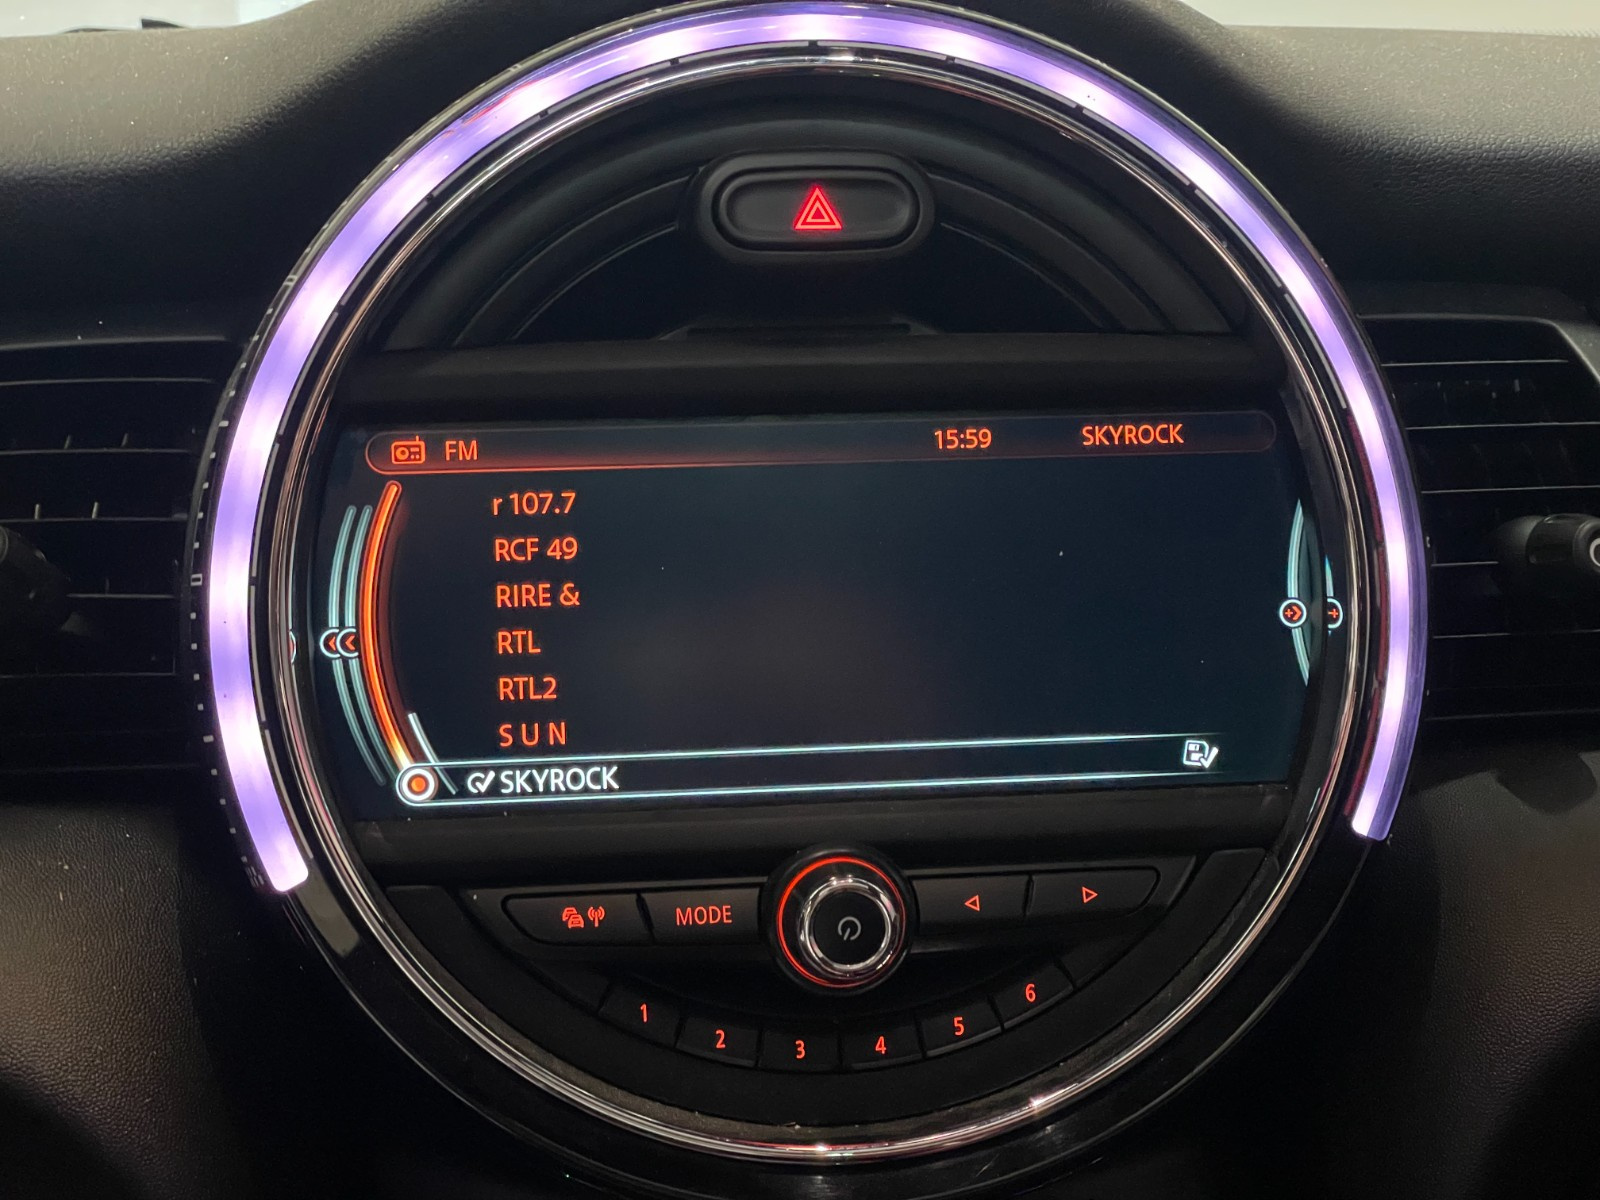 FM 15:59 SKYROCK
r 107.7
RCF 49
RIRE &
RTL
RTL2
S U N
SKYROCK
MODE
1 2 3 4 5 6